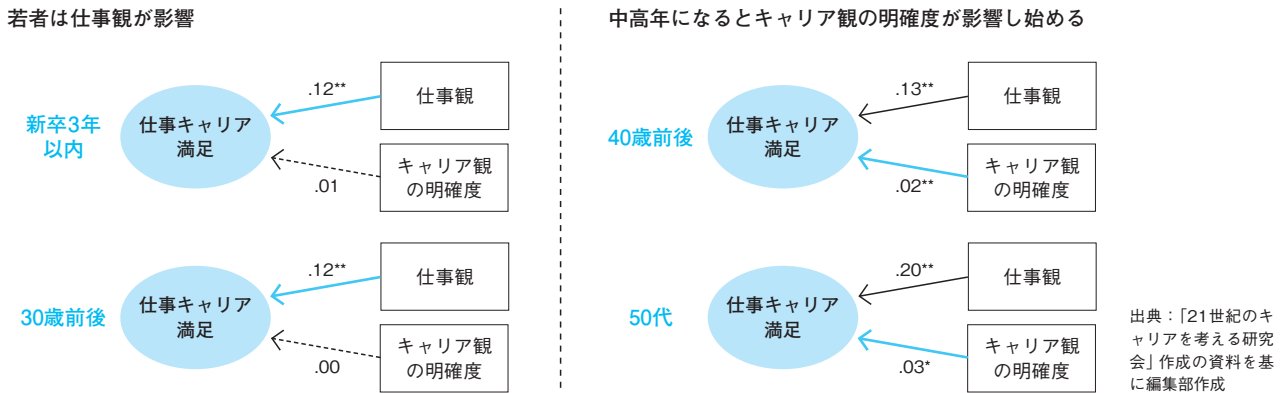 若者は仕事観が影響
新卒3年
以内
仕事キャリア
満足
.12**
仕事観
.01
キャリア観
の明確度
30歳前後
仕事キャリア
満足
.12**
仕事観
.00
キャリア観
の明確度
中高年になるとキャリア観の明確度が影響し始める
40歳前後
仕事キャリア
満足
.13**
仕事観
.02**
キャリア観
の明確度
50代
仕事キャリア
満足
.20**
仕事観
.03*
キャリア観
の明確度
出典：「21世紀のキ
ャリアを考える研究
会」作成の資料を基
に編集部作成